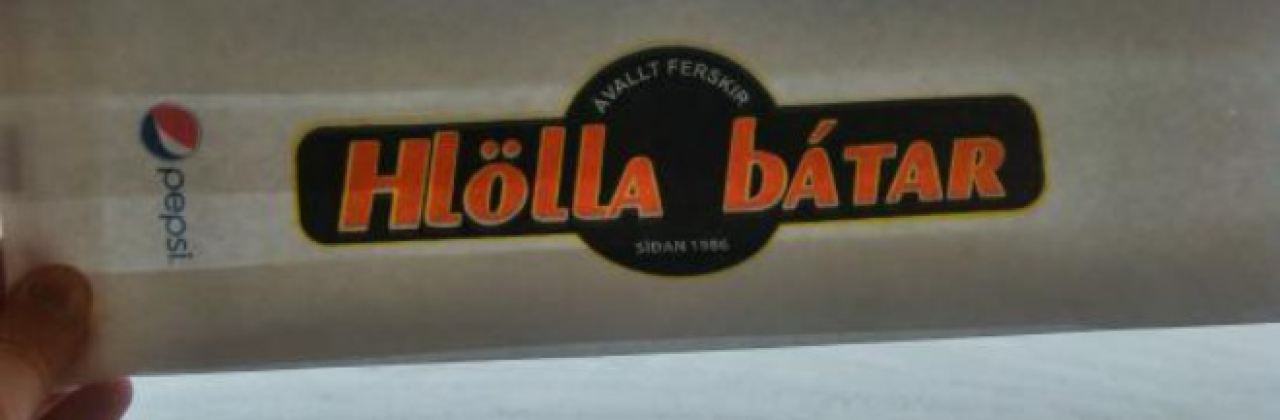 ÁVALLT FERSKIR
Hlölla bátar
SÍÐAN 1986
pepsi